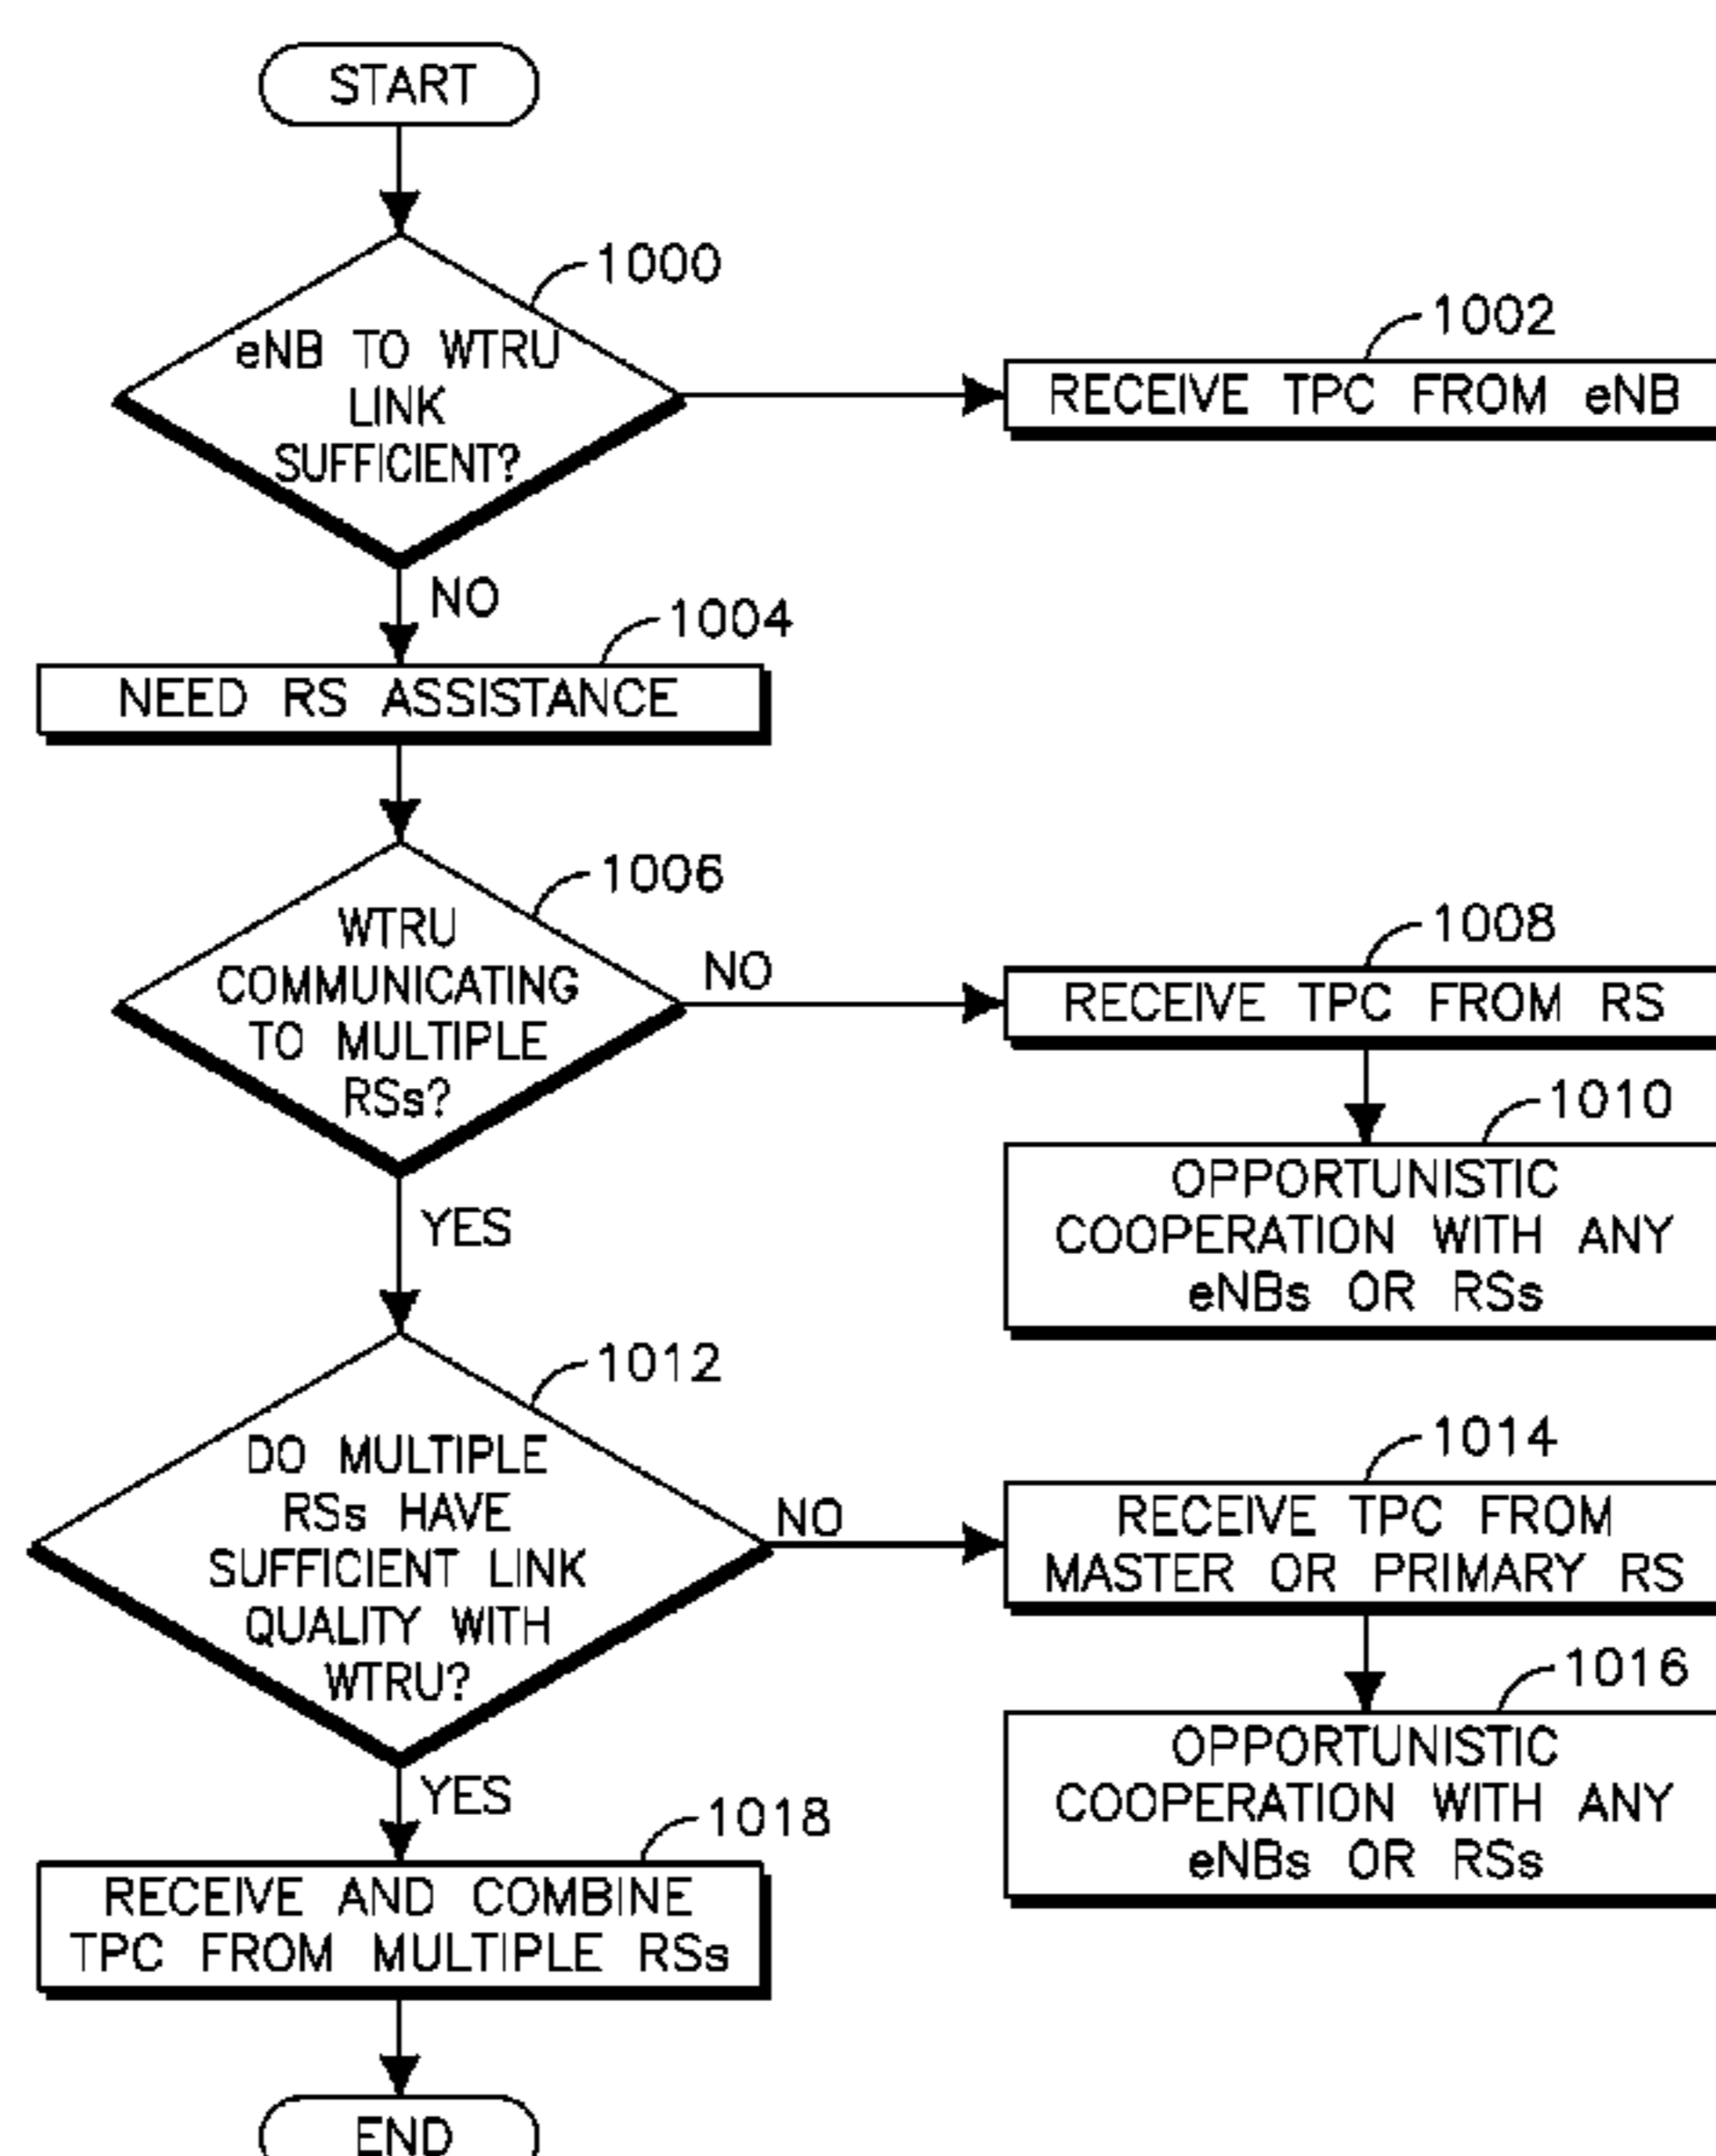 START
1000
eNB TO WTRU
LINK
SUFFICIENT?
1002
RECEIVE TPC FROM eNB
NO
1004
NEED RS ASSISTANCE
1006
WTRU
COMMUNICATING
TO MULTIPLE
RSs?
NO
1008
RECEIVE TPC FROM RS
1010
OPPORTUNISTIC
COOPERATION WITH ANY
eNBs OR RSs
YES
1012
DO MULTIPLE
RSs HAVE
SUFFICIENT LINK
QUALITY WITH
WTRU?
NO
1014
RECEIVE TPC FROM
MASTER OR PRIMARY RS
1016
OPPORTUNISTIC
COOPERATION WITH ANY
eNBs OR RSs
YES
1018
RECEIVE AND COMBINE
TPC FROM MULTIPLE RSs
END